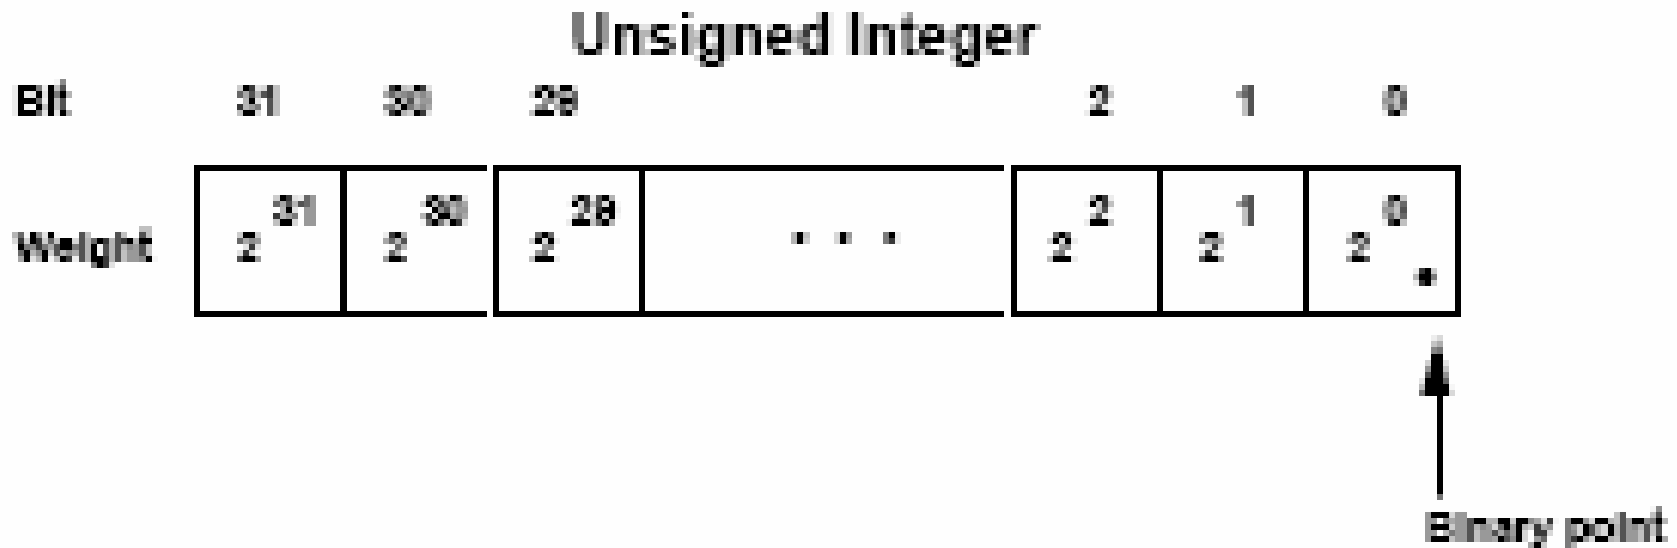 Unsigned Integer
Bit 31 30 29 2 1 0
Weight 2^31 2^30 2^29 . . . 2^2 2^1 2^0 .
Binary point